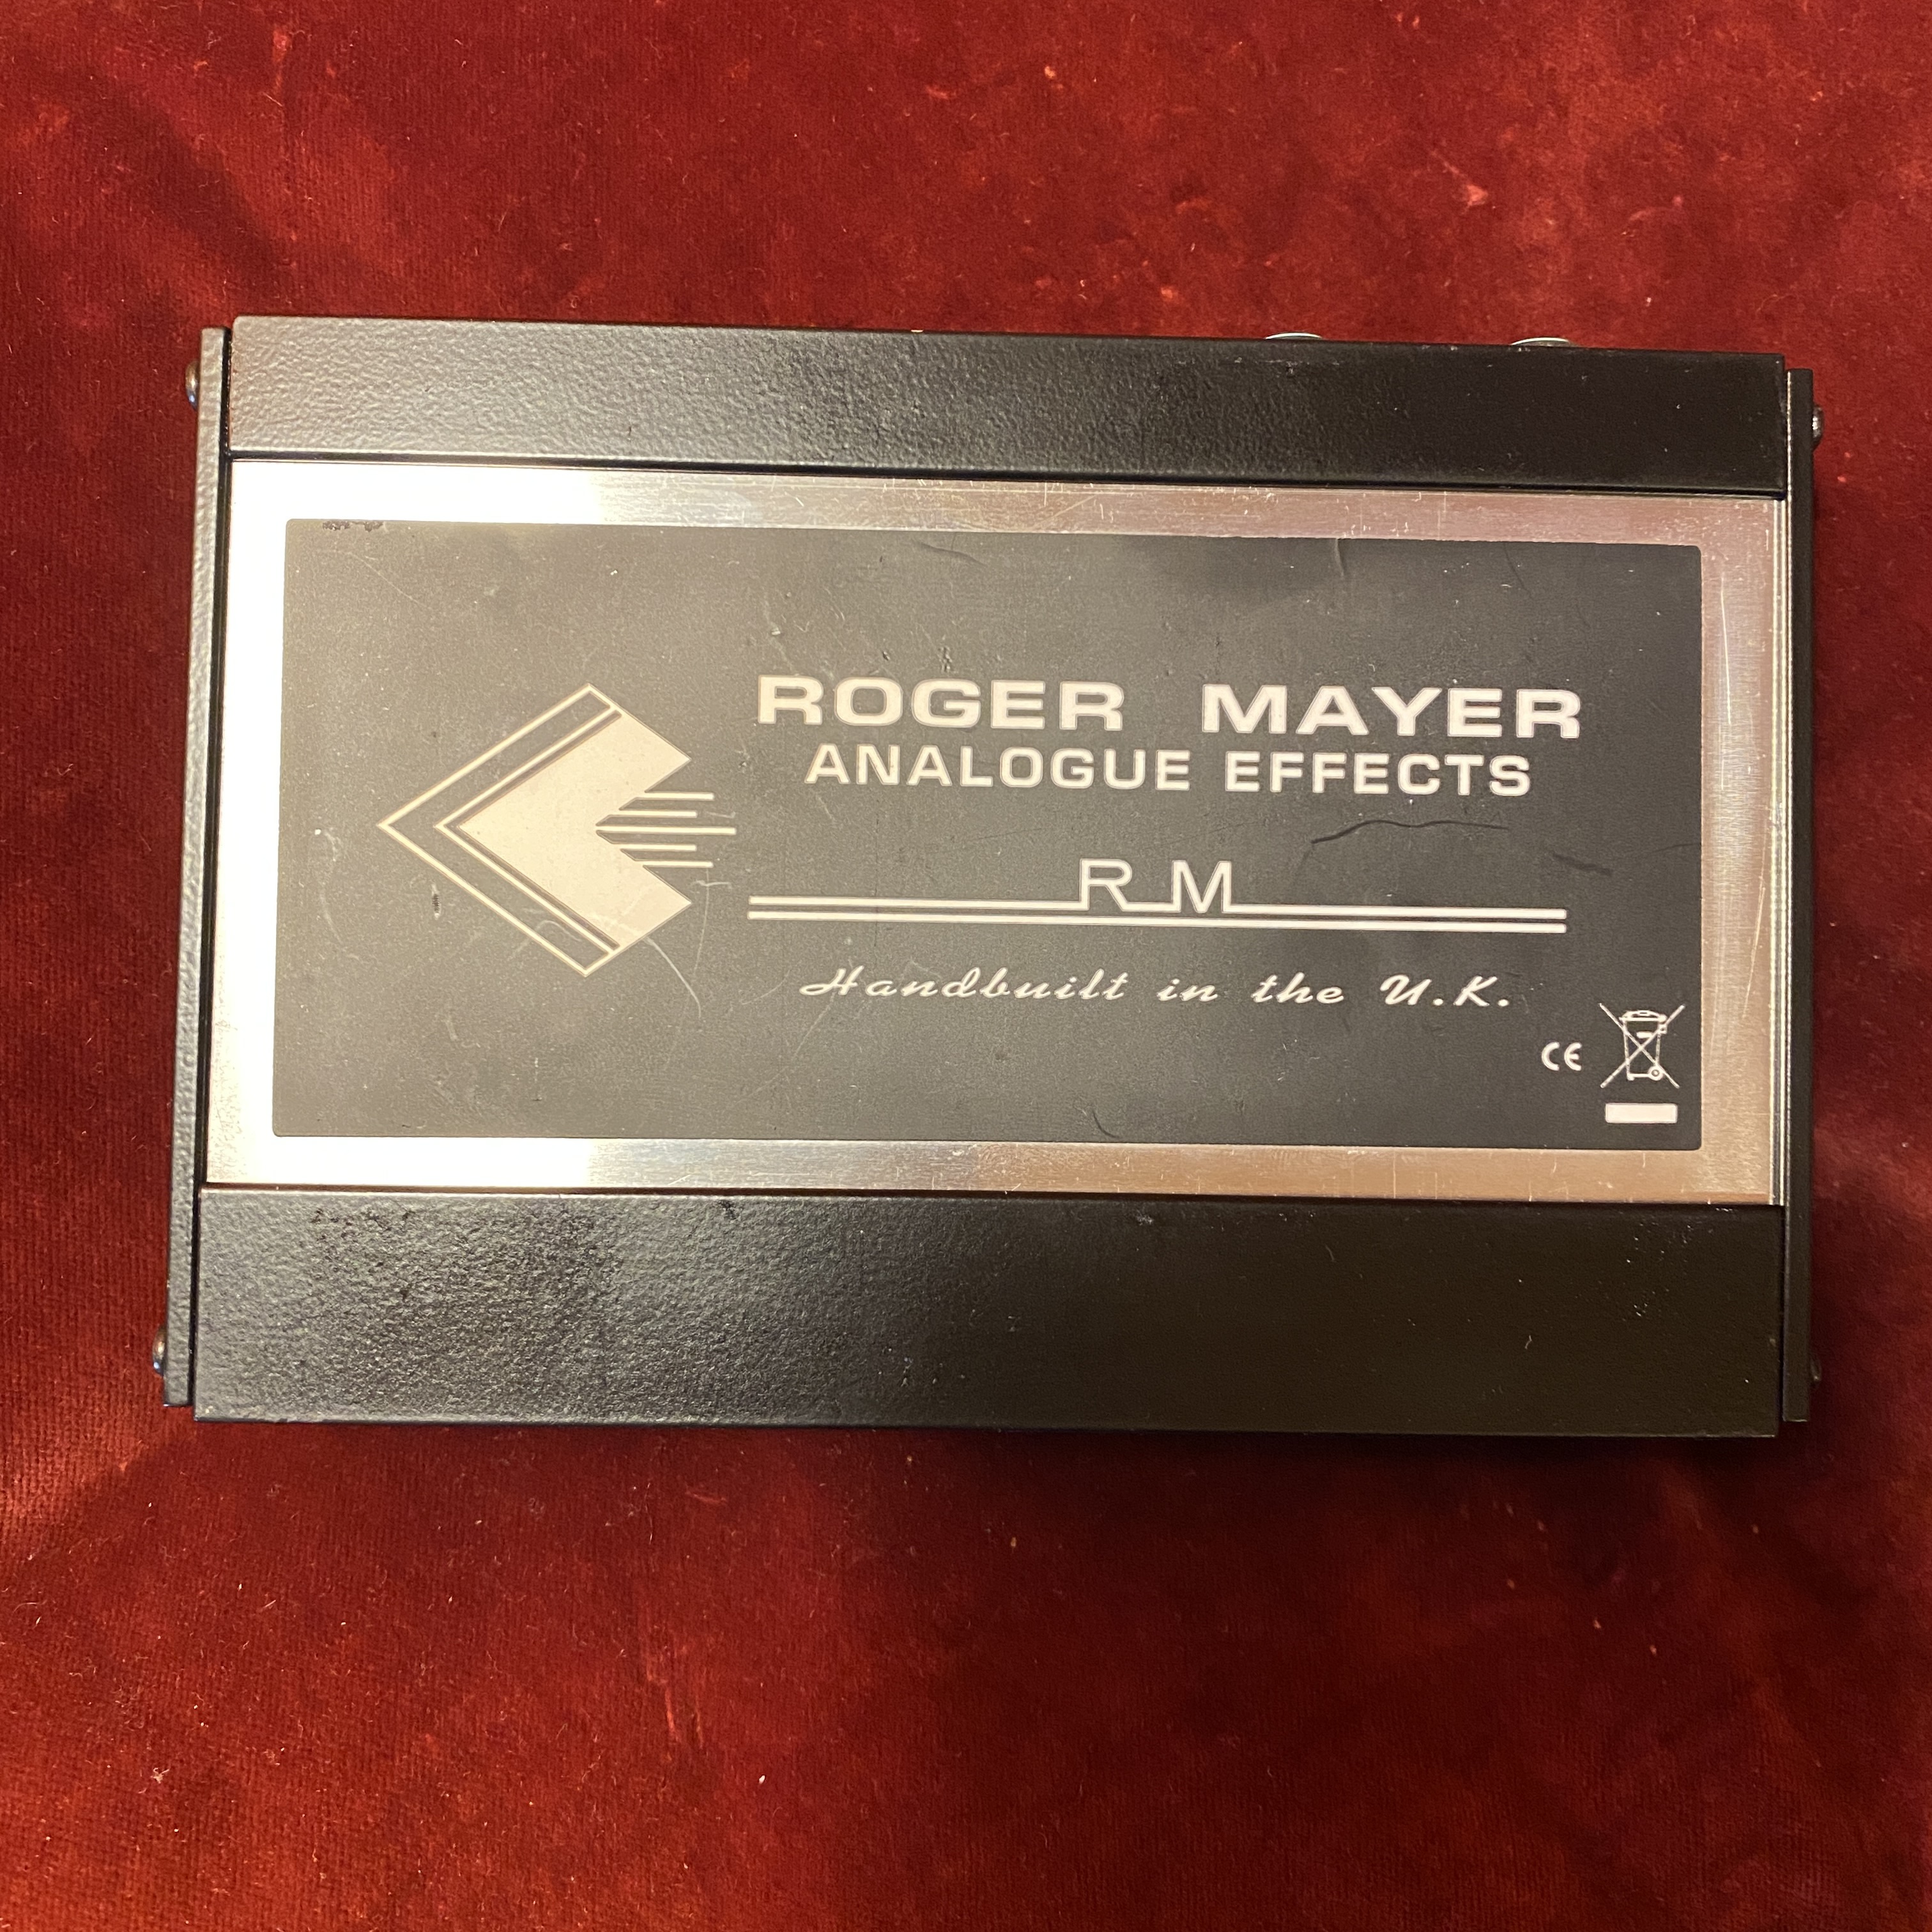 ROGER MAYER
ANALOGUE EFFECTS
RM
Handbuilt in the U.K.
CE